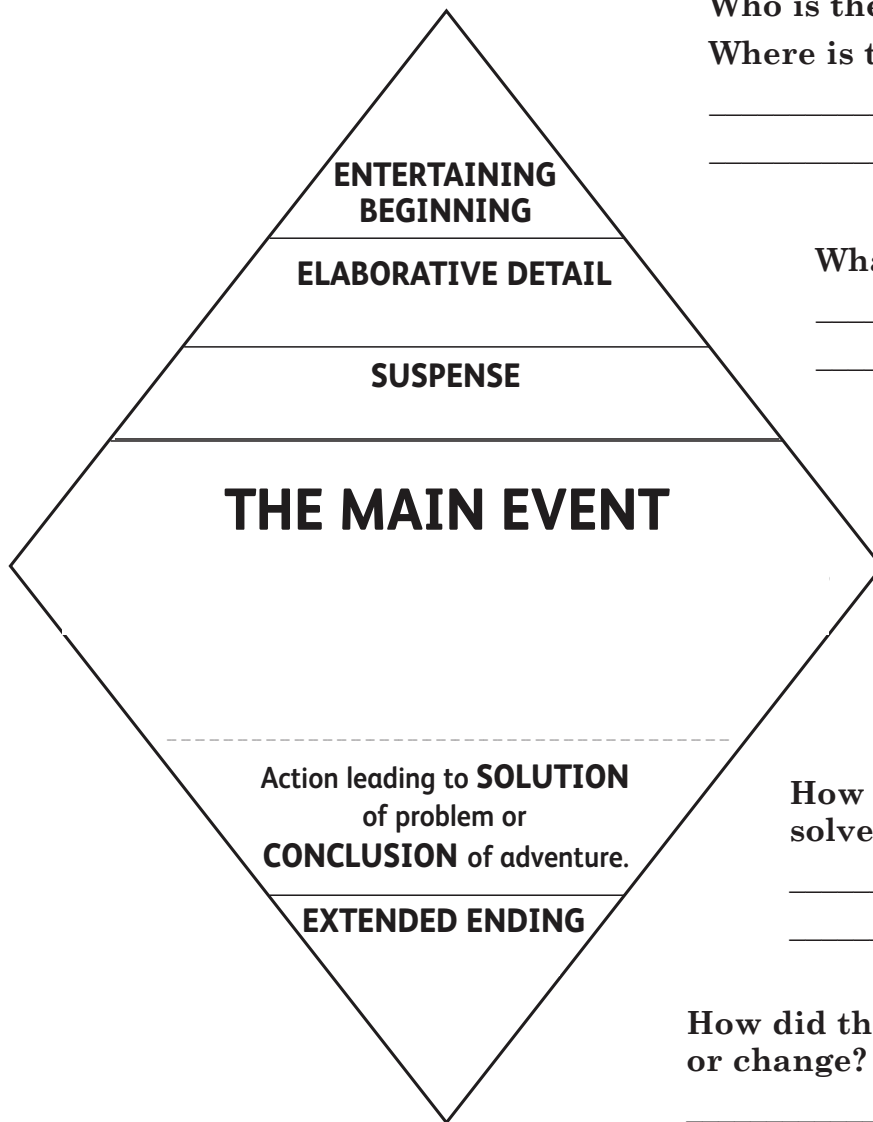 Who is the
Where is t
ENTERTAINING
BEGINNING
ELABORATIVE DETAIL
Wha
SUSPENSE
THE MAIN EVENT
Action leading to SOLUTION
of problem or
CONCLUSION of adventure.
How
solve
EXTENDED ENDING
How did th
or change?